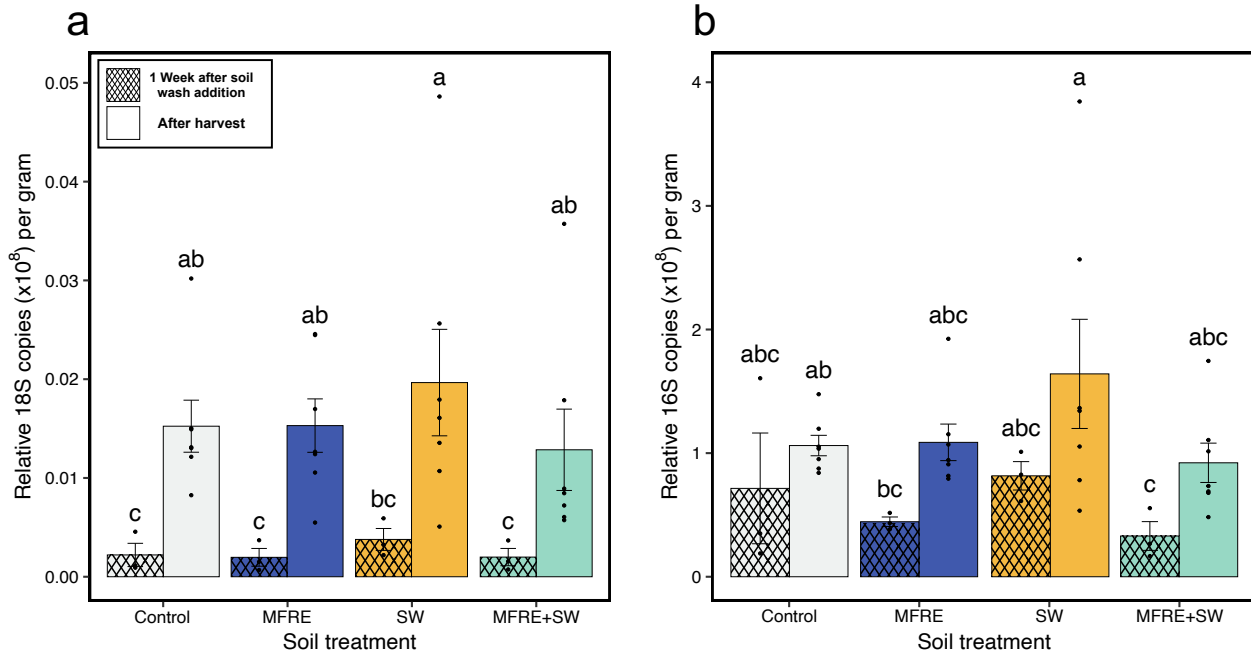 a
0.05
0.04
0.03
0.02
0.01
0.00
Relative 18S copies (x10⁸) per gram
1 Week after soil
wash addition
After harvest
c
ab
c
ab
bc
a
c
ab
Control
MFRE
SW
MFRE+SW
Soil treatment
b
4
3
2
1
0
Relative 16S copies (x10⁸) per gram
abc
ab
bc
abc
abc
a
c
abc
Control
MFRE
SW
MFRE+SW
Soil treatment